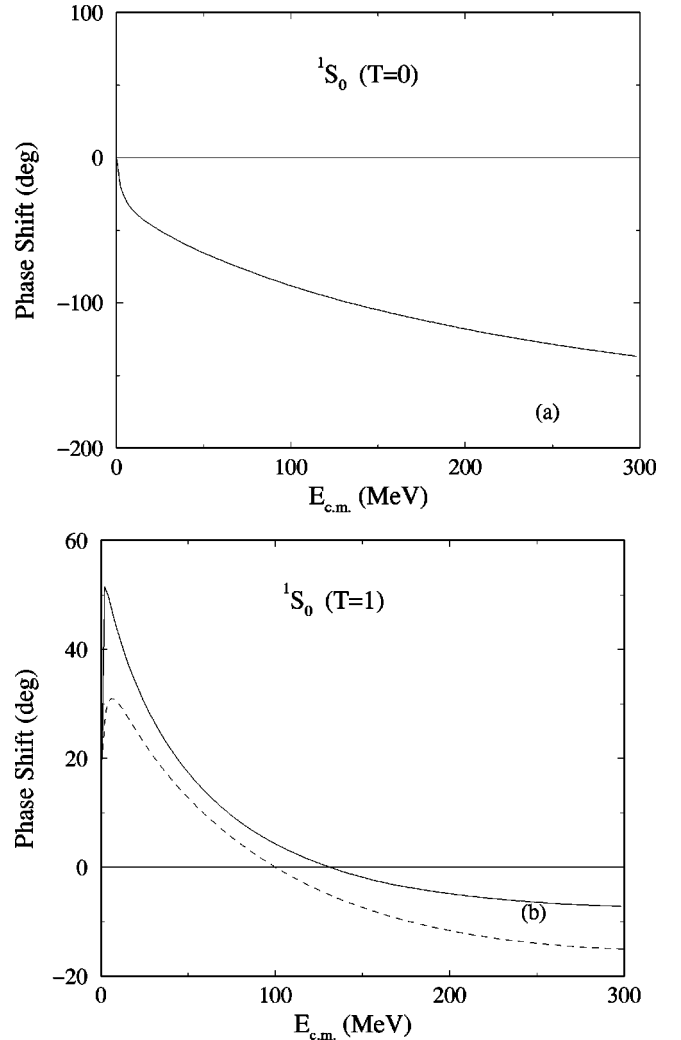 100
¹S₀ (T=0)
0
Phase Shift (deg)
−100
(a)
−200
0 100 200 300
E_c.m. (MeV)
60
¹S₀ (T=1)
40
Phase Shift (deg)
20
0
(b)
−20
0 100 200 300
E_c.m. (MeV)